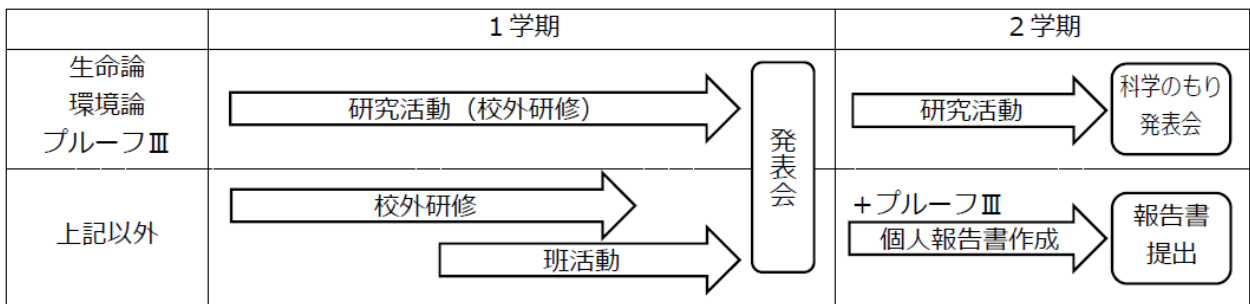 1学期
2学期
生命論
環境論
プルーフⅢ
研究活動（校外研修）
発表会
研究活動
科学のもり
発表会
上記以外
校外研修
班活動
＋プルーフⅢ
個人報告書作成
報告書
提出